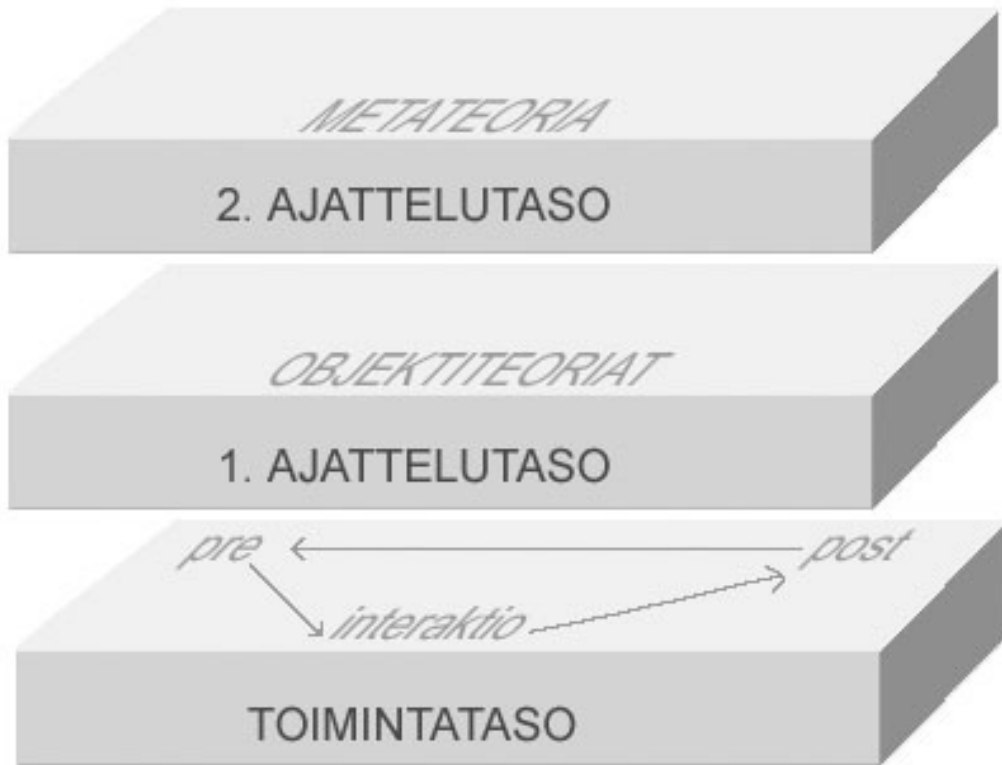 METATEORIA
2. AJATTELUTASO
OBJEKTITEORIAT
1. AJATTELUTASO
pre
post
interaktio
TOIMINTATASO